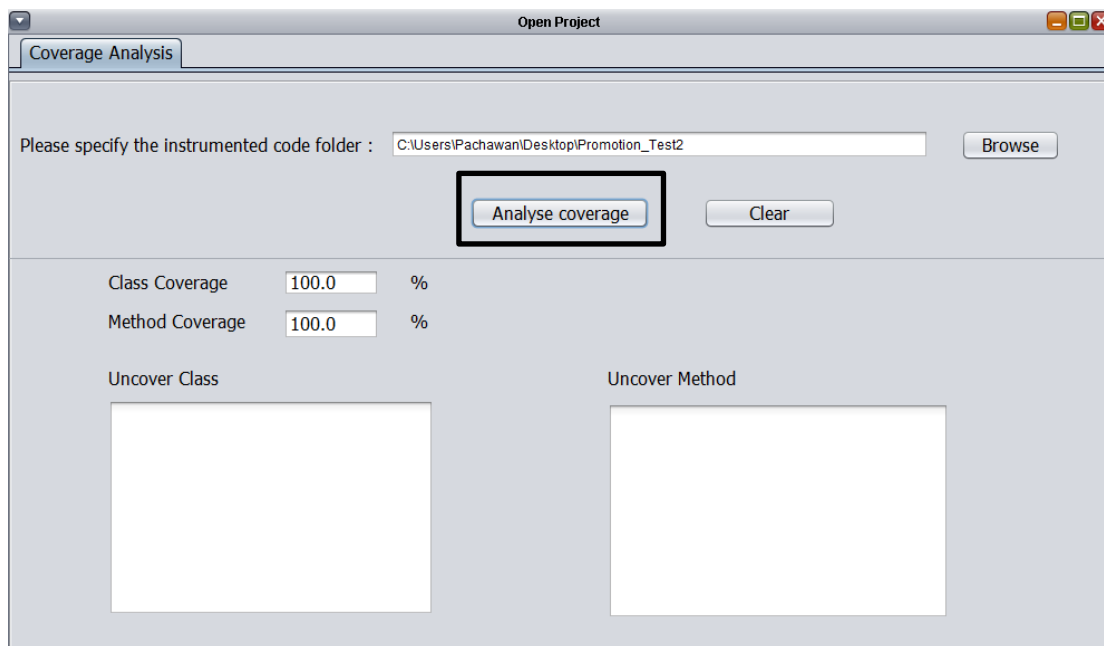 Open Project
Coverage Analysis
Please specify the instrumented code folder : C:\Users\Pachawan\Desktop\Promotion_Test2 Browse
Analyse coverage Clear
Class Coverage 100.0 %
Method Coverage 100.0 %
Uncover Class Uncover Method